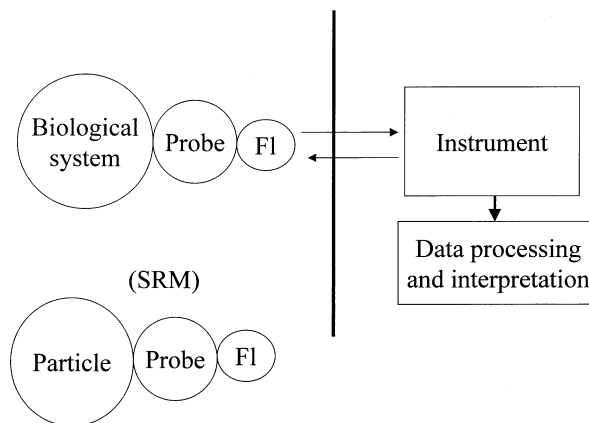 Biological
system
Probe
Fl
Instrument
Data processing
and interpretation
(SRM)
Particle
Probe
Fl